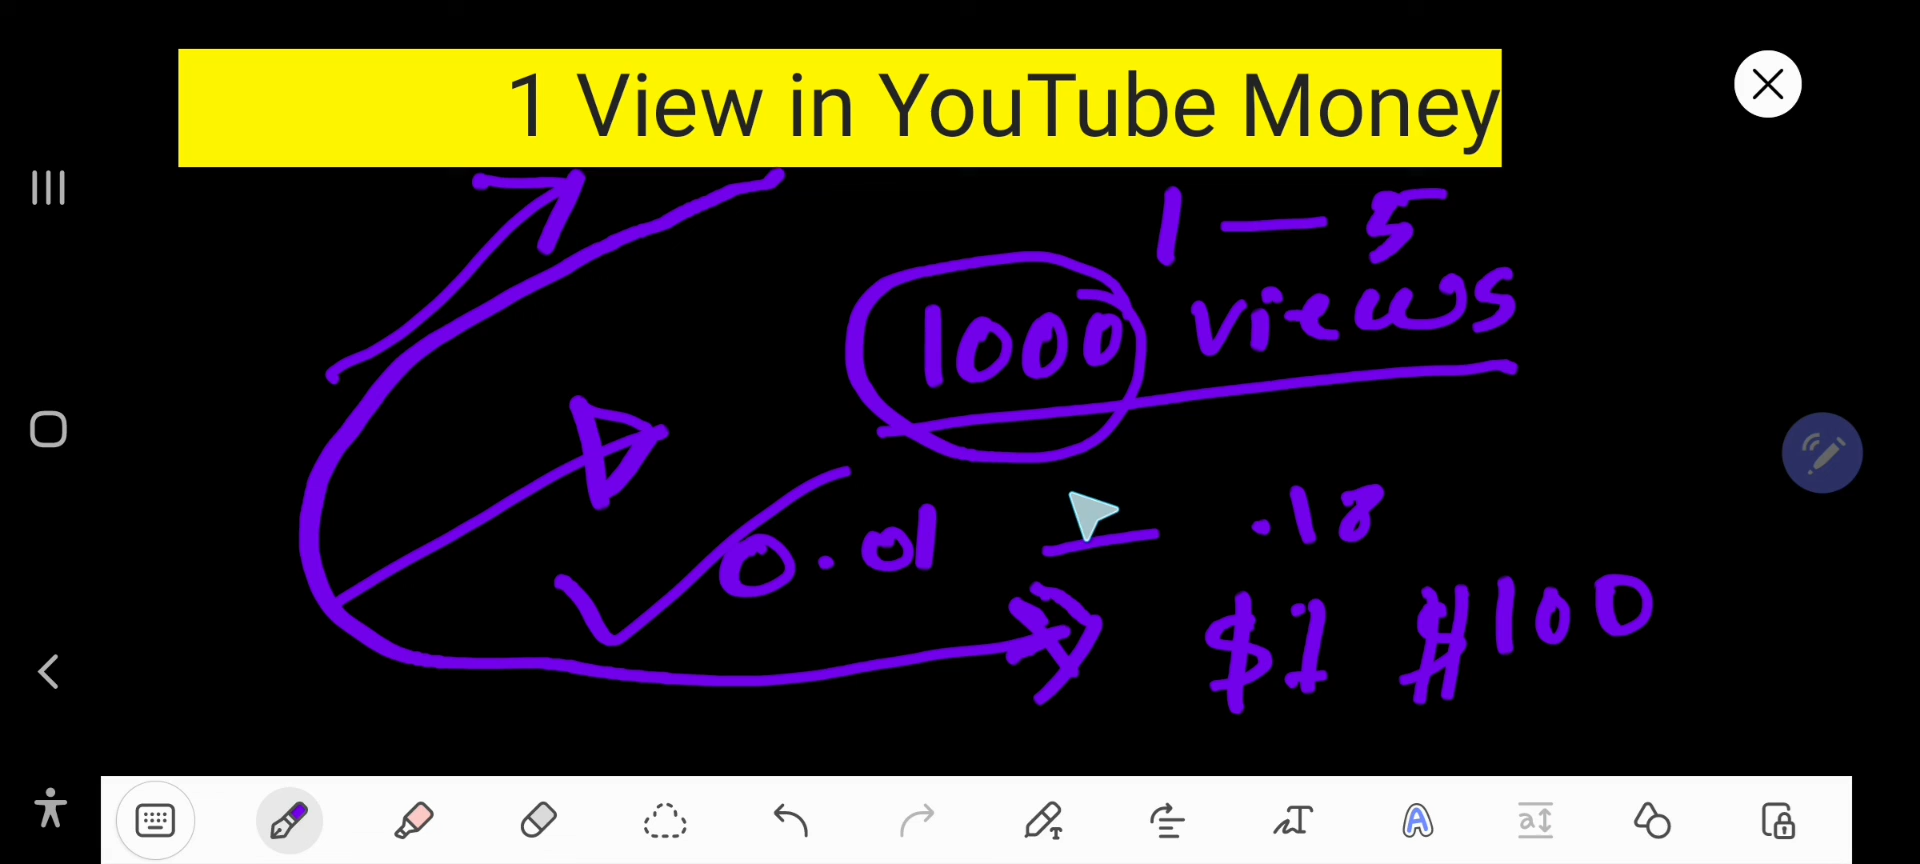 1 View in YouTube Money
1 — 5
1000 views
0.01 — .18
$1 $100